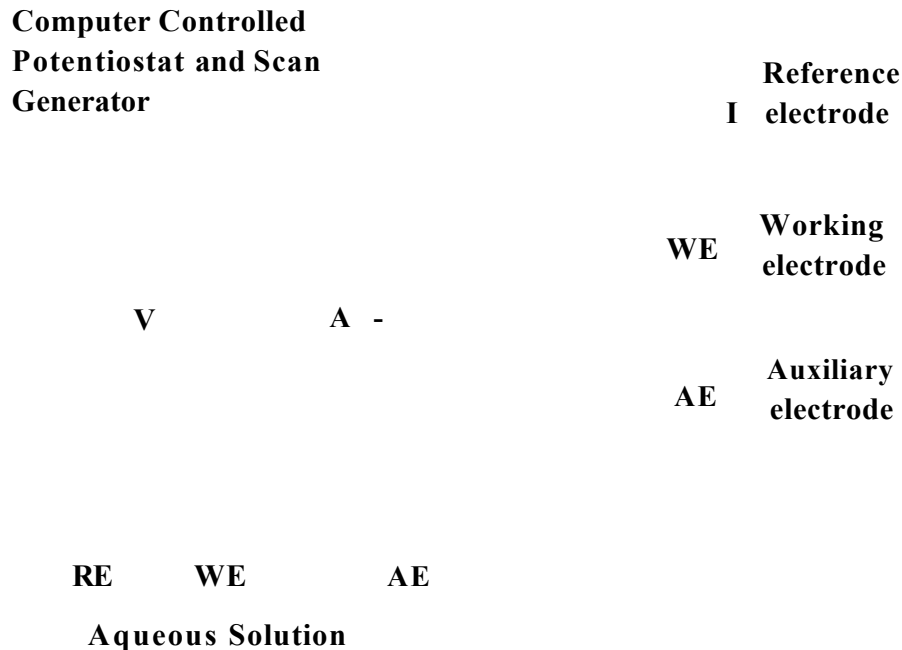 Computer Controlled
Potentiostat and Scan
Generator
Reference
I electrode
WE Working
electrode
V A -
Auxiliary
AE electrode
RE WE AE
Aqueous Solution